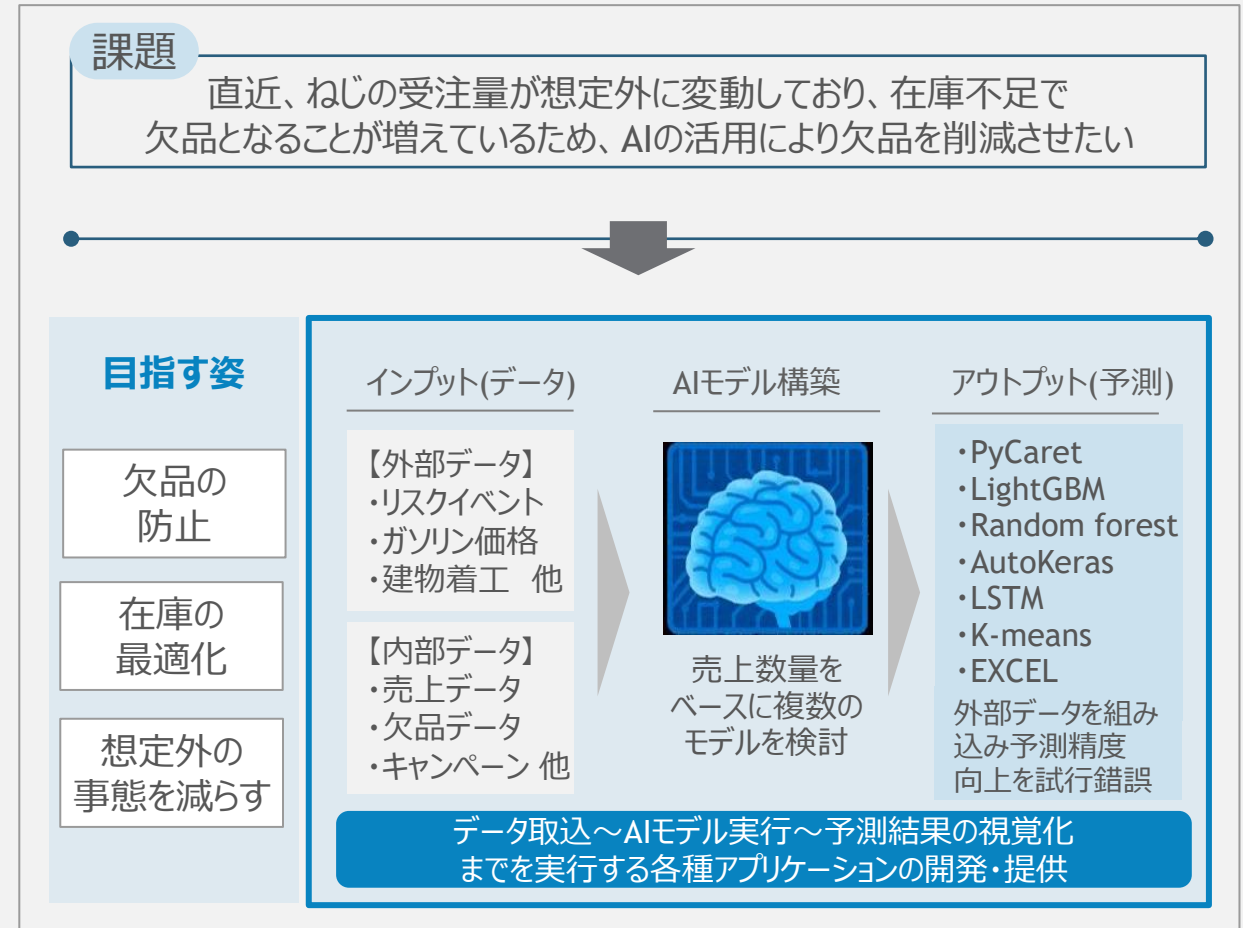 課題
直近、ねじの受注量が想定外に変動しており、在庫不足で
欠品となることが増えているため、AIの活用により欠品を削減させたい
目指す姿
欠品の
防止
在庫の
最適化
想定外の
事態を減らす
インプット(データ)
【外部データ】
・リスクイベント
・ガソリン価格
・建物着工 他
【内部データ】
・売上データ
・欠品データ
・キャンペーン 他
AIモデル構築
売上数量を
ベースに複数の
モデルを検討
アウトプット(予測)
・PyCaret
・LightGBM
・Random forest
・AutoKeras
・LSTM
・K-means
・EXCEL
外部データを組み
込み予測精度
向上を試行錯誤
データ取込～AIモデル実行～予測結果の視覚化
までを実行する各種アプリケーションの開発・提供